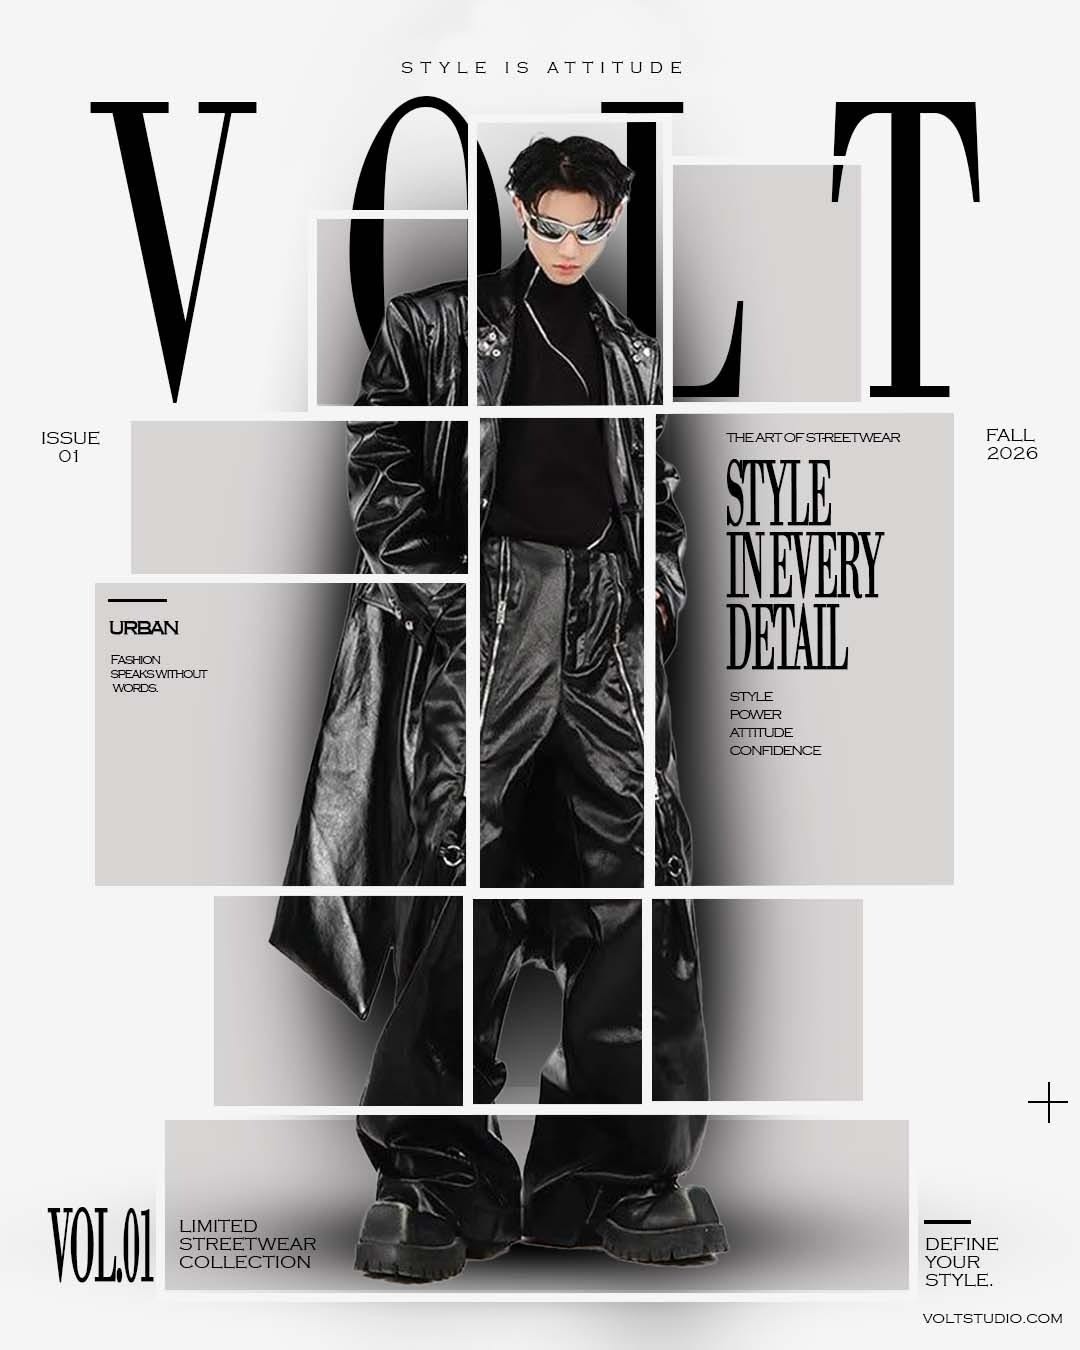 STYLE IS ATTITUDE
VOLT
ISSUE
01
FALL
2026
THE ART OF STREETWEAR
STYLE
IN EVERY
DETAIL
STYLE
POWER
ATTITUDE
CONFIDENCE
URBAN
FASHION
SPEAKS WITHOUT
WORDS.
VOL.01
LIMITED
STREETWEAR
COLLECTION
DEFINE
YOUR
STYLE.
VOLTSTUDIO.COM